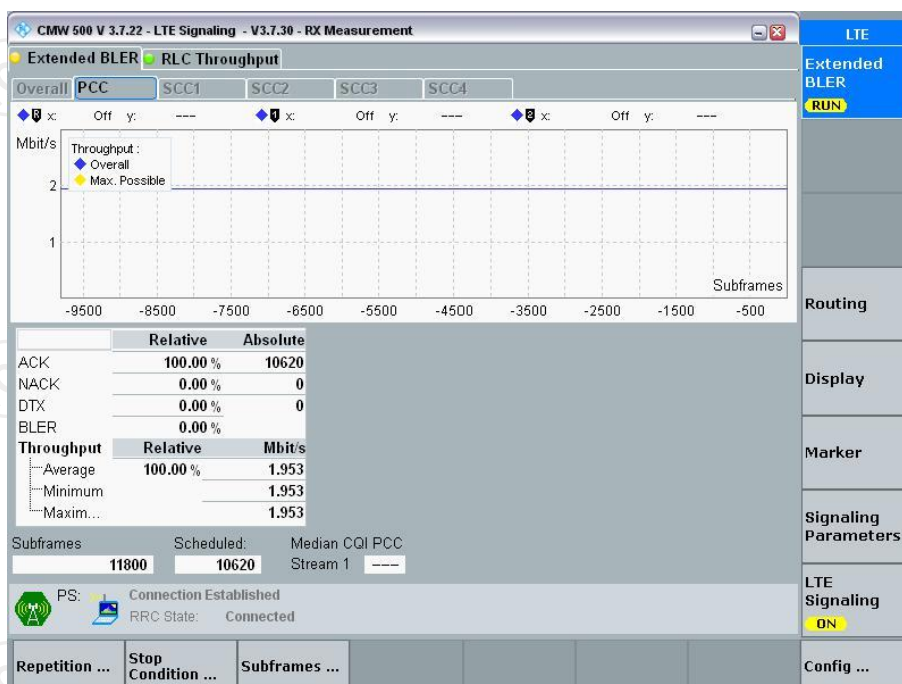 CMW 500 V 3.7.22 - LTE Signaling - V3.7.30 - RX Measurement
Extended BLER RLC Throughput
Overall PCC SCC1 SCC2 SCC3 SCC4
R x: Off y: --- 1 x: Off y: --- 2 x: Off y: ---
Mbit/s
Throughput :
Overall
Max. Possible
2
1
Subframes
-9500 -8500 -7500 -6500 -5500 -4500 -3500 -2500 -1500 -500
Relative Absolute
ACK 100.00 % 10620
NACK 0.00 % 0
DTX 0.00 % 0
BLER 0.00 %
Throughput Relative Mbit/s
Average 100.00 % 1.953
Minimum 1.953
Maxim... 1.953
Subframes Scheduled: Median CQI PCC
11800 10620 Stream 1 ---
PS: Connection Established
RRC State: Connected
Repetition ... Stop Condition ... Subframes ...
LTE
Extended BLER
RUN
Routing
Display
Marker
Signaling Parameters
LTE Signaling
ON
Config ...